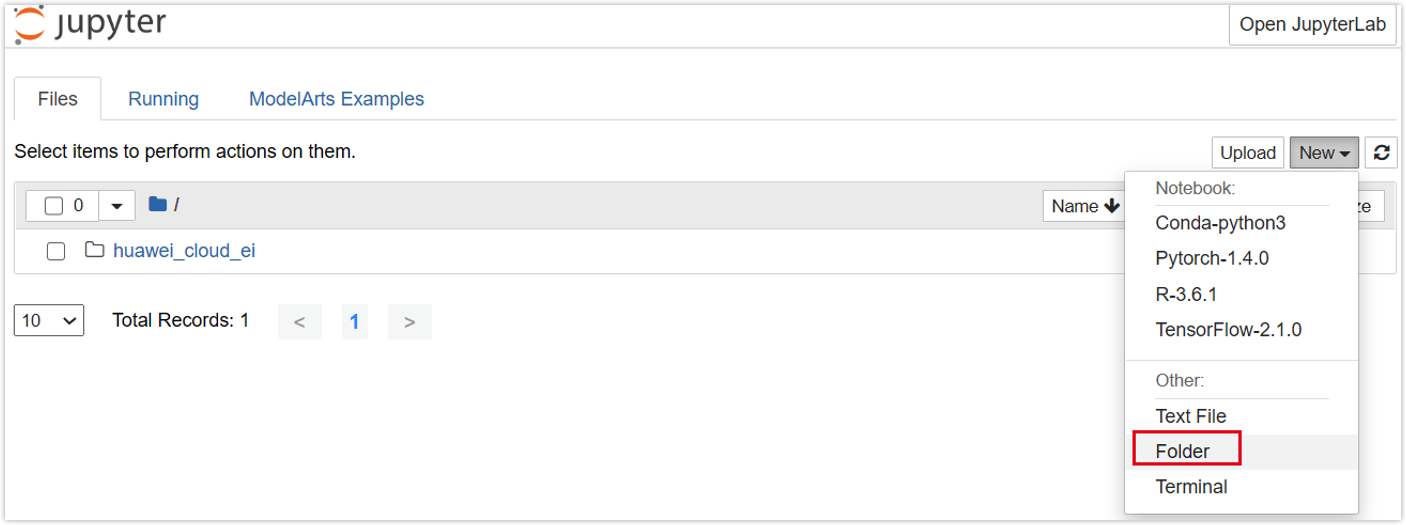 jupyter
Open JupyterLab
Files Running ModelArts Examples
Select items to perform actions on them.
Upload New
0 /
Name ze
huawei_cloud_ei
10 Total Records: 1 < 1 >
Notebook:
Conda-python3
Pytorch-1.4.0
R-3.6.1
TensorFlow-2.1.0
Other:
Text File
Folder
Terminal